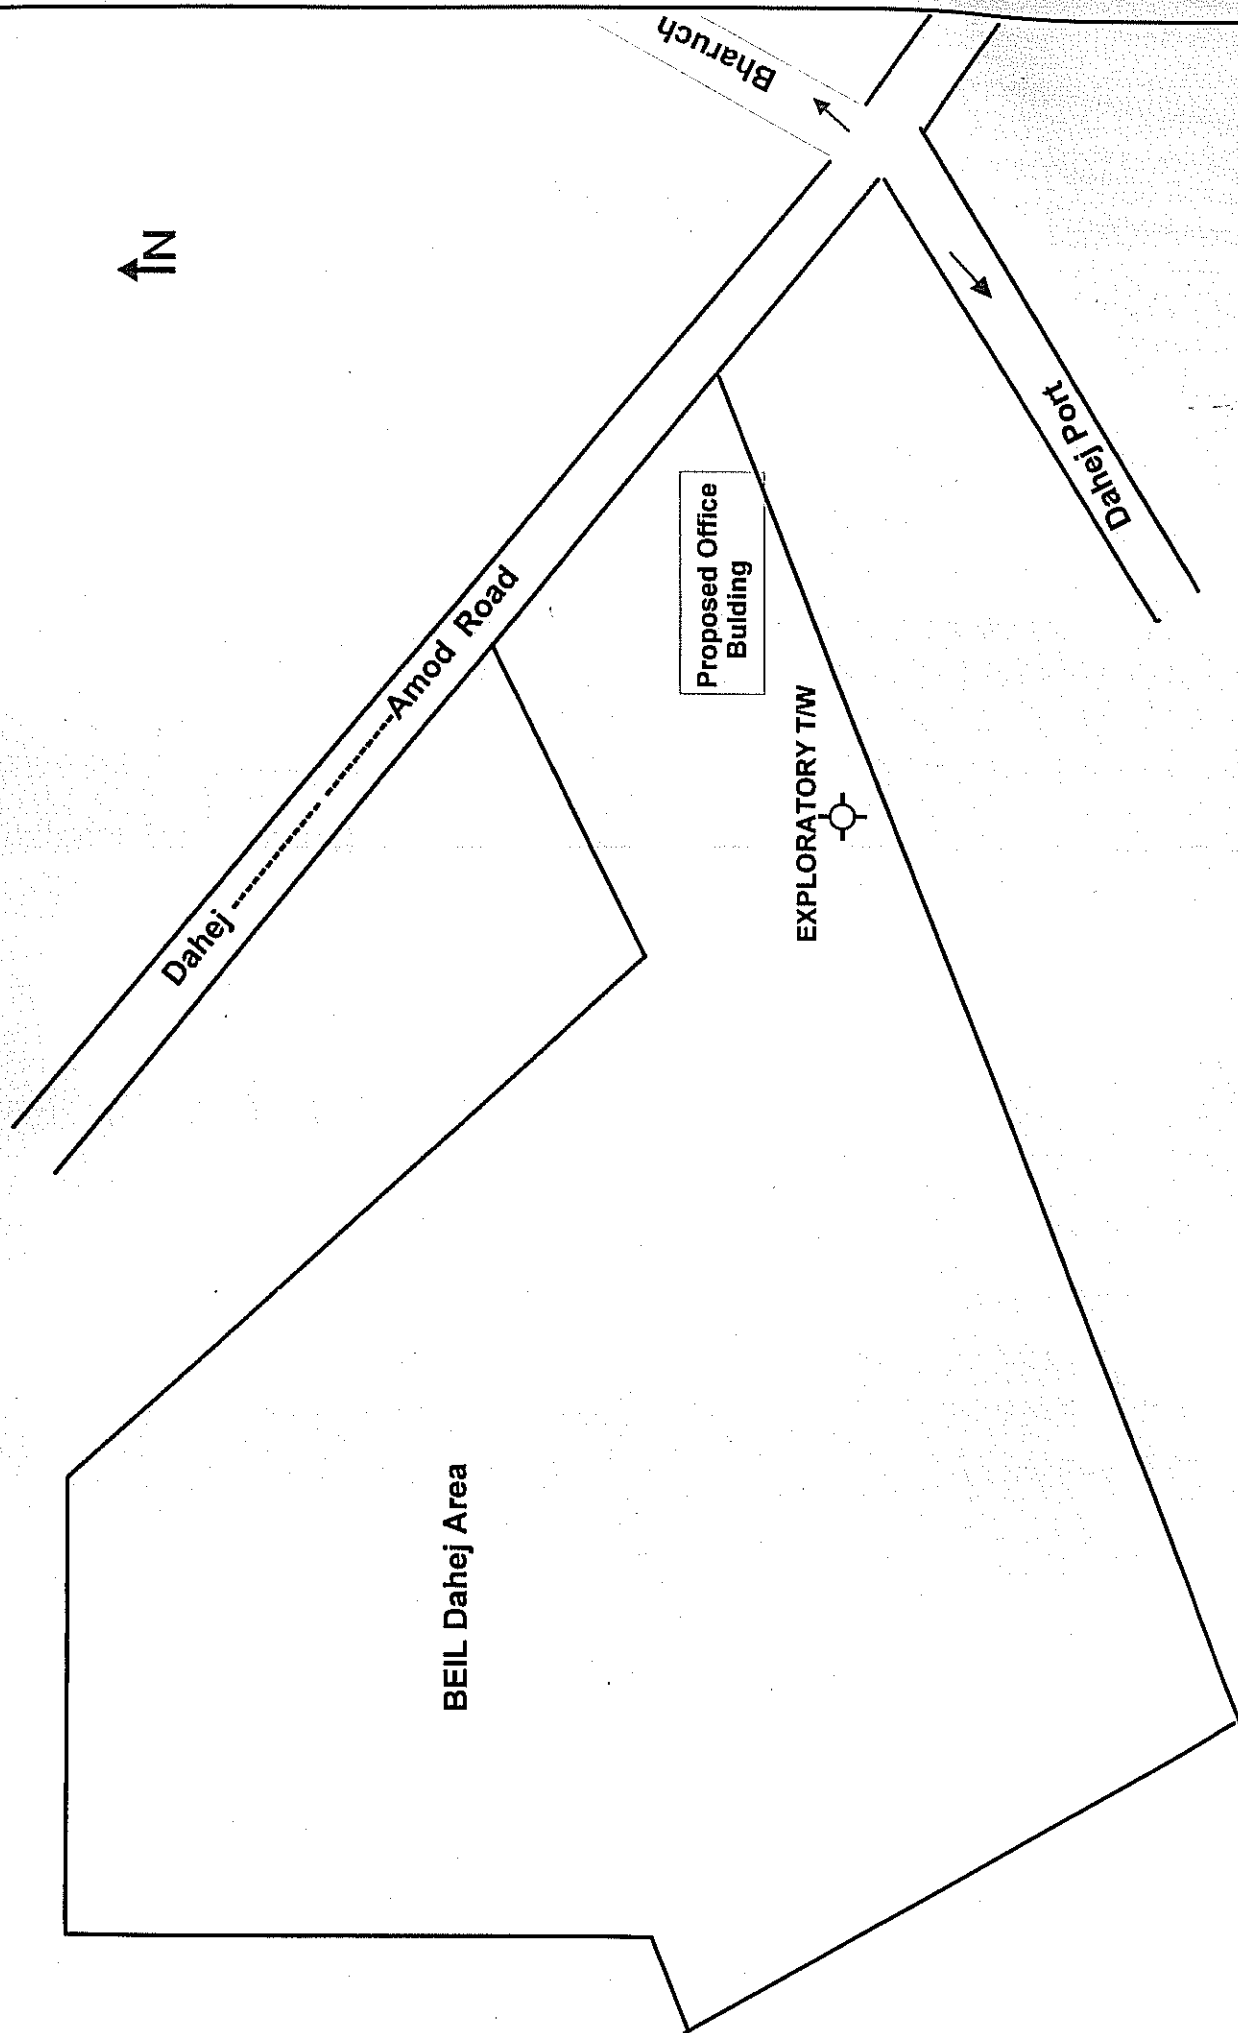 Bharuch
N
Dahej ---------- ---------Amod Road
Dahej Port
Proposed Office
Bulding
EXPLORATORY T/W
BEIL Dahej Area